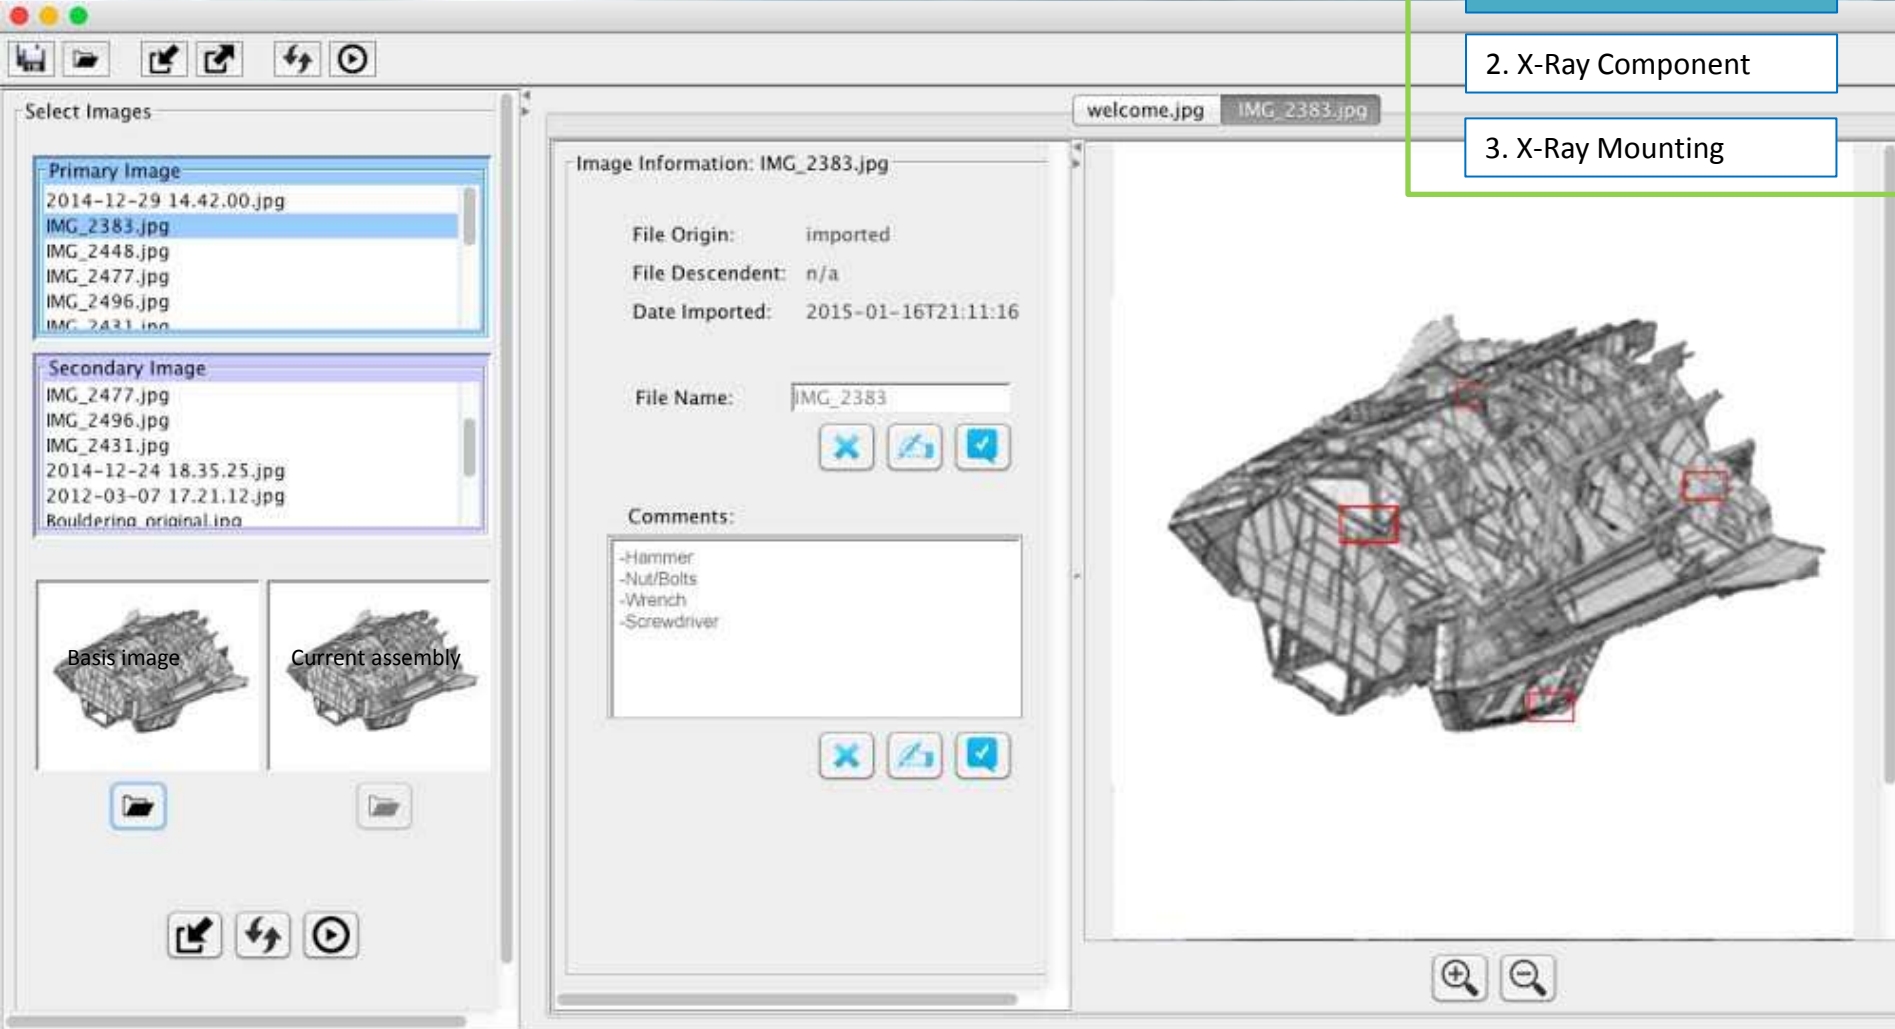 2. X-Ray Component
3. X-Ray Mounting
Select Images
Primary Image
2014-12-29 14.42.00.jpg
IMG_2383.jpg
IMG_2448.jpg
IMG_2477.jpg
IMG_2496.jpg
IMG_2431.jpg
Secondary Image
IMG_2477.jpg
IMG_2496.jpg
IMG_2431.jpg
2014-12-24 18.35.25.jpg
2012-03-07 17.21.12.jpg
Bouldering_original.jpg
Basis image
Current assembly
welcome.jpg
IMG_2383.jpg
Image Information: IMG_2383.jpg
File Origin: imported
File Descendent: n/a
Date Imported: 2015-01-16T21:11:16
File Name: IMG_2383
Comments:
-Hammer
-Nut/Bolts
-Wrench
-Screwdriver